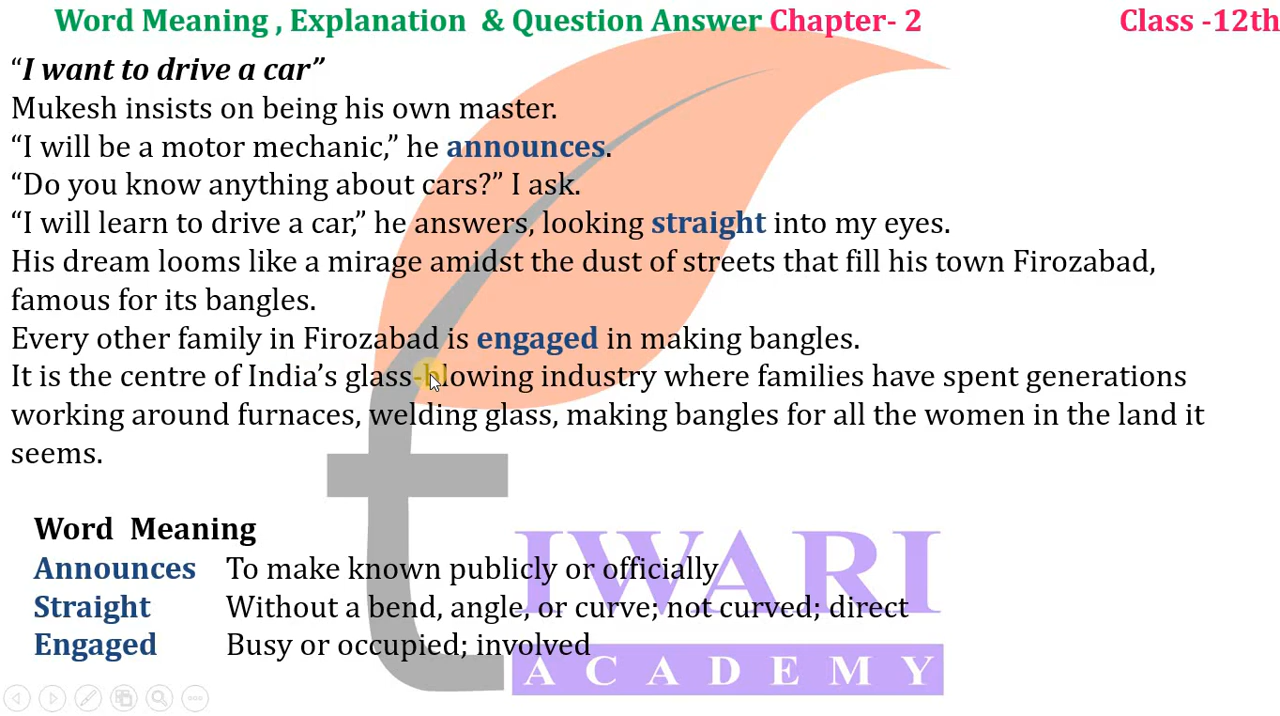 Word Meaning , Explanation & Question Answer Chapter- 2 Class -12th
“I want to drive a car”
Mukesh insists on being his own master.
“I will be a motor mechanic,” he announces.
“Do you know anything about cars?” I ask.
“I will learn to drive a car,” he answers, looking straight into my eyes.
His dream looms like a mirage amidst the dust of streets that fill his town Firozabad,
famous for its bangles.
Every other family in Firozabad is engaged in making bangles.
It is the centre of India’s glass-blowing industry where families have spent generations
working around furnaces, welding glass, making bangles for all the women in the land it
seems.
Word Meaning
Announces To make known publicly or officially
Straight Without a bend, angle, or curve; not curved; direct
Engaged Busy or occupied; involved
tIWARI
ACADEMY